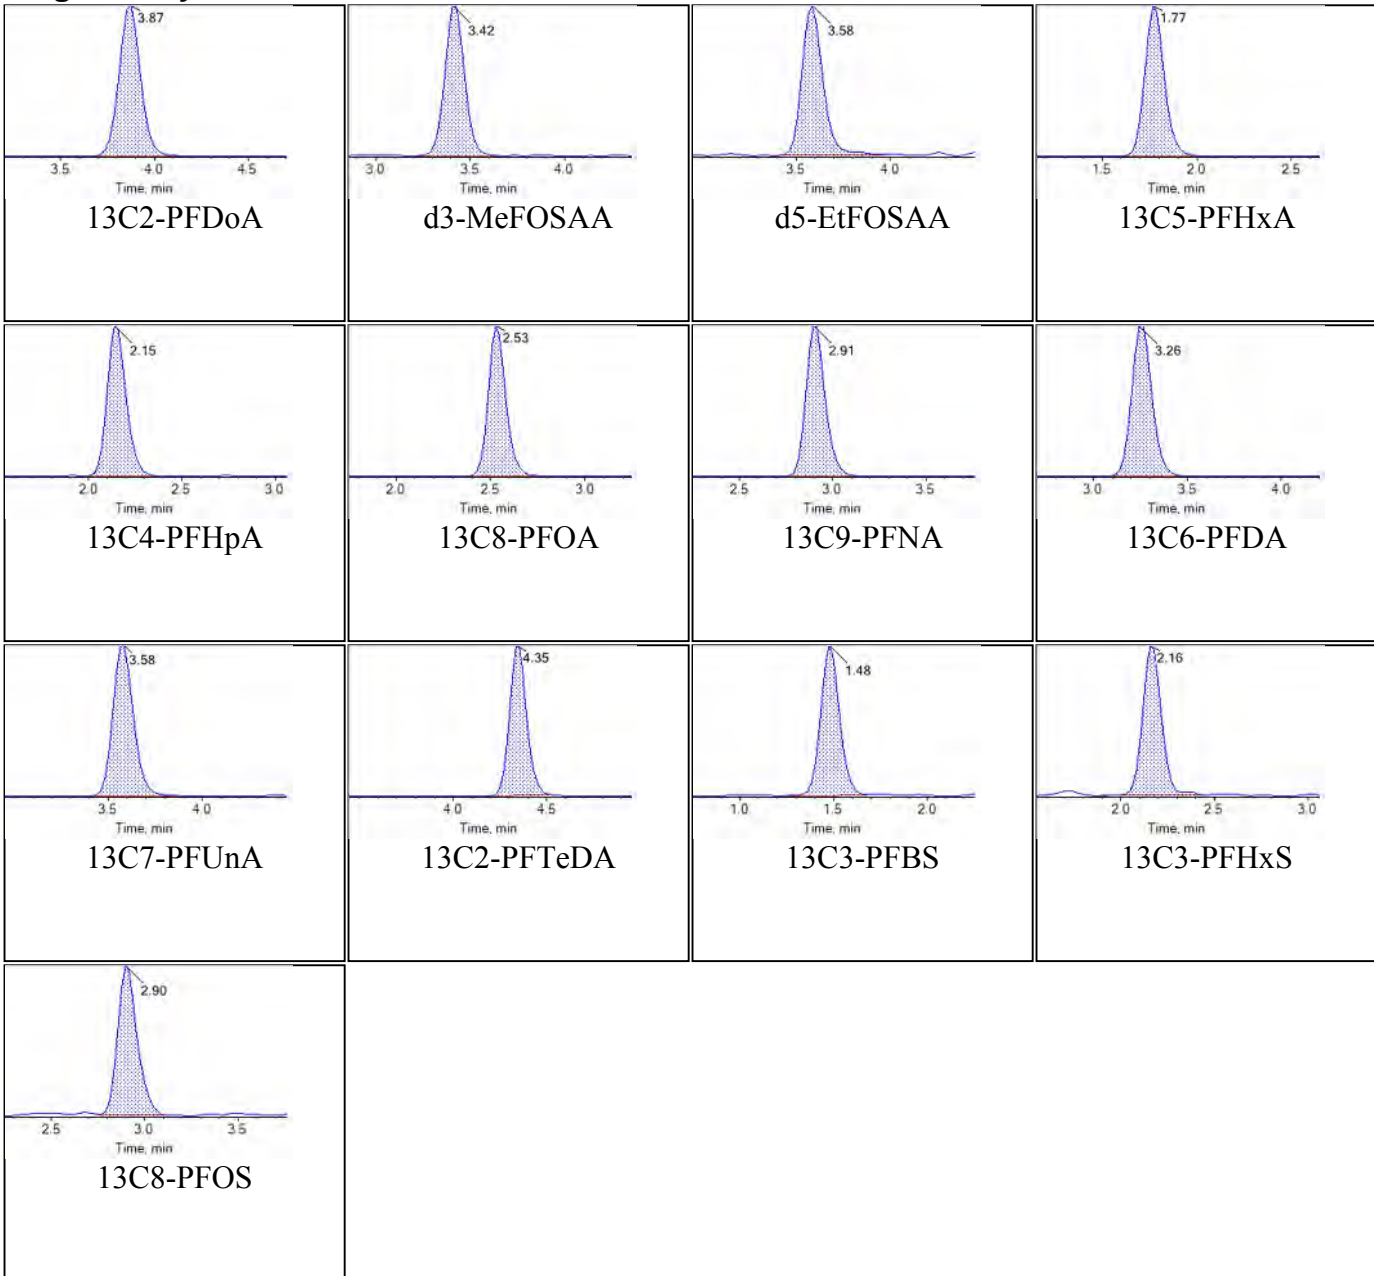 3.87
3.5 4.0 4.5
Time, min
13C2-PFDoA
3.42
3.0 3.5 4.0
Time, min
d3-MeFOSAA
3.58
3.5 4.0
Time, min
d5-EtFOSAA
1.77
1.5 2.0 2.5
Time, min
13C5-PFHxA
2.15
2.0 2.5 3.0
Time, min
13C4-PFHpA
2.53
2.0 2.5 3.0
Time, min
13C8-PFOA
2.91
2.5 3.0 3.5
Time, min
13C9-PFNA
3.26
3.0 3.5 4.0
Time, min
13C6-PFDA
3.58
3.5 4.0
Time, min
13C7-PFUnA
4.35
4.0 4.5
Time, min
13C2-PFTeDA
1.48
1.0 1.5 2.0
Time, min
13C3-PFBS
2.16
2.0 2.5 3.0
Time, min
13C3-PFHxS
2.90
2.5 3.0 3.5
Time, min
13C8-PFOS